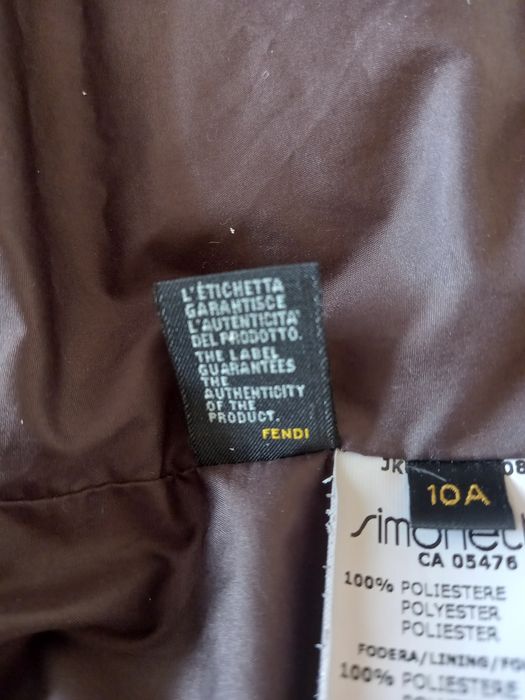 L'ÉTICHETTA
GARANTISCE
L'AUTENTICITA'
DEL PRODOTTO.
THE LABEL
GUARANTEES
THE
AUTHENTICITY
OF THE
PRODUCT.
FENDI
10A
CA 05476
100% POLIESTERE
POLYESTER
POLIESTER
FODERA/LINING/
100% POLIESTERE